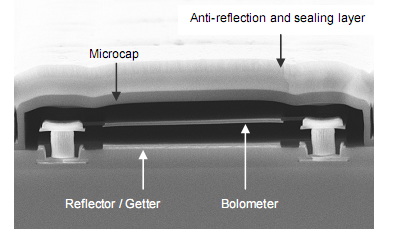 Anti-reflection and sealing layer
Microcap
Reflector / Getter
Bolometer